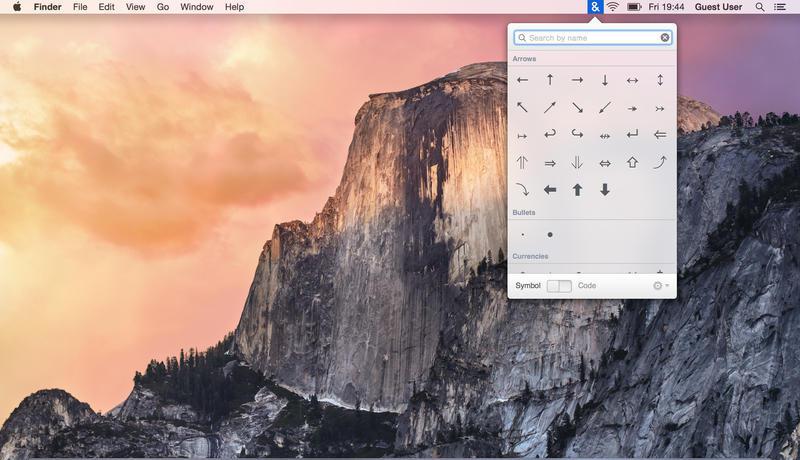 Finder File Edit View Go Window Help & Fri 19:44 Guest User
Search by name
Arrows
← ↑ → ↓ ↔ ↕
↖ ↗ ↘ ↙ ↠ ↣
↦ ↩ ↪ ↭ ↵ ⇐
⇑ ⇒ ⇓ ⇔ ⇧ ⤴
⤵ ⬅ ⬆ ⬇
Bullets
· •
Currencies
Symbol Code